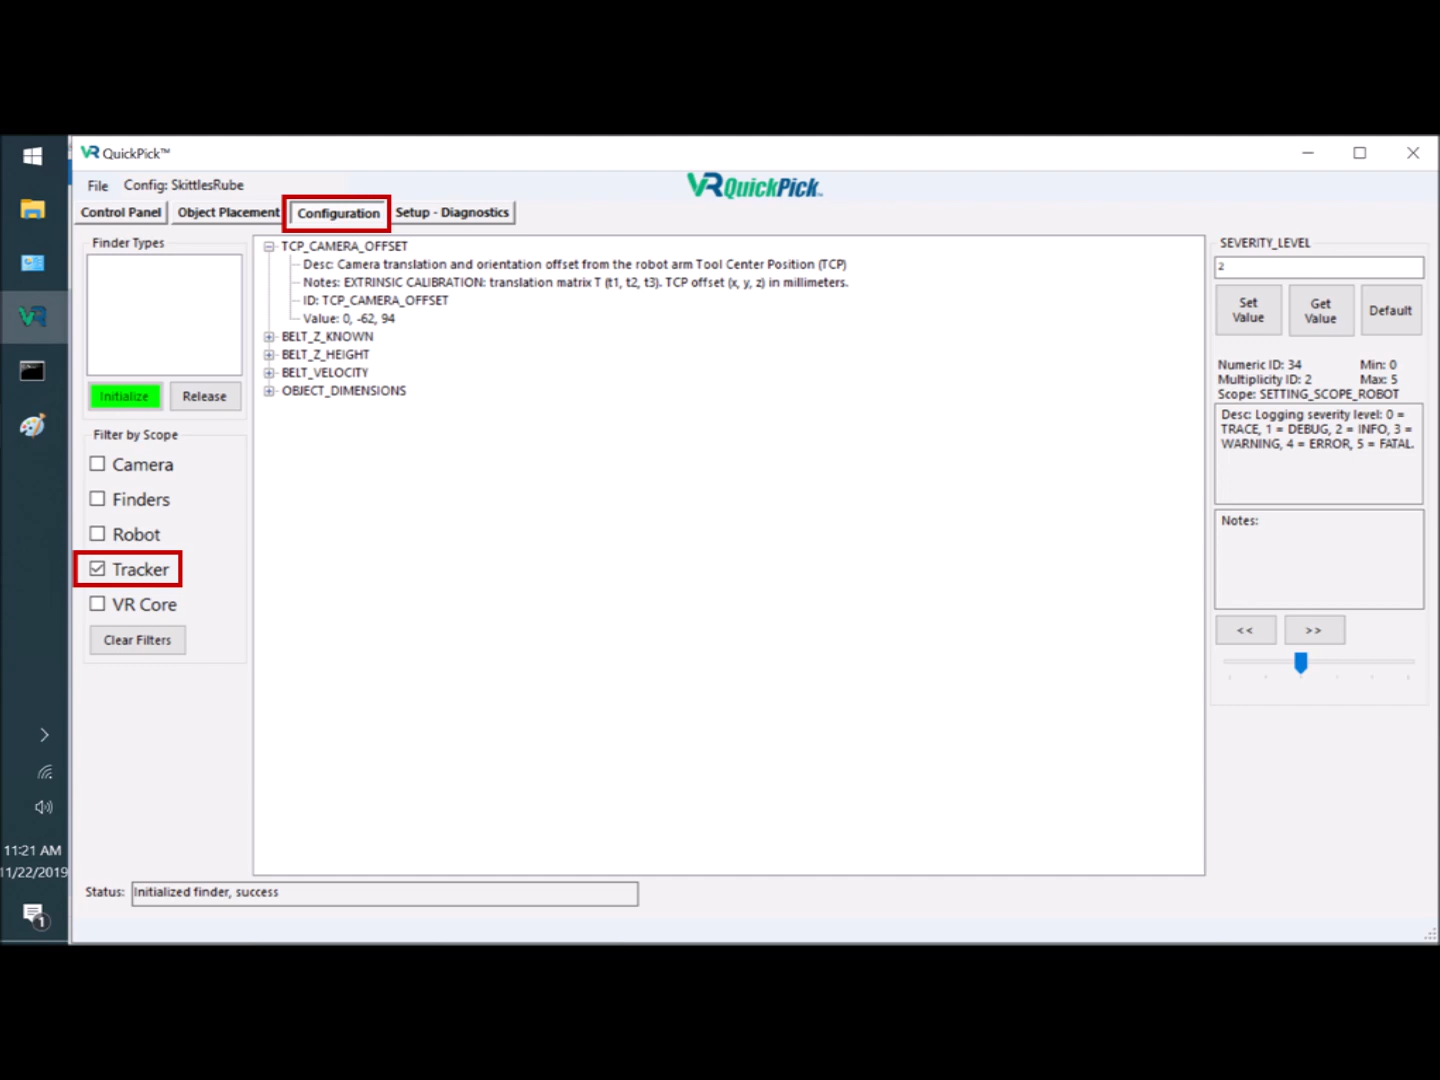 VR QuickPick™
File Config: SkittlesRube
VRQuickPick™
Control Panel Object Placement Configuration Setup - Diagnostics
Finder Types
Initialize Release
Filter by Scope
Camera
Finders
Robot
Tracker
VR Core
Clear Filters
TCP_CAMERA_OFFSET
Desc: Camera translation and orientation offset from the robot arm Tool Center Position (TCP)
Notes: EXTRINSIC CALIBRATION: translation matrix T (t1, t2, t3). TCP offset (x, y, z) in millimeters.
ID: TCP_CAMERA_OFFSET
Value: 0, -62, 94
BELT_Z_KNOWN
BELT_Z_HEIGHT
BELT_VELOCITY
OBJECT_DIMENSIONS
SEVERITY_LEVEL
2
Set Value
Get Value
Default
Numeric ID: 34 Min: 0
Multiplicity ID: 2 Max: 5
Scope: SETTING_SCOPE_ROBOT
Desc: Logging severity level: 0 =
TRACE, 1 = DEBUG, 2 = INFO, 3 =
WARNING, 4 = ERROR, 5 = FATAL.
Notes:
<< >>
Status: Initialized finder, success
VR
11:21 AM
11/22/2019
1